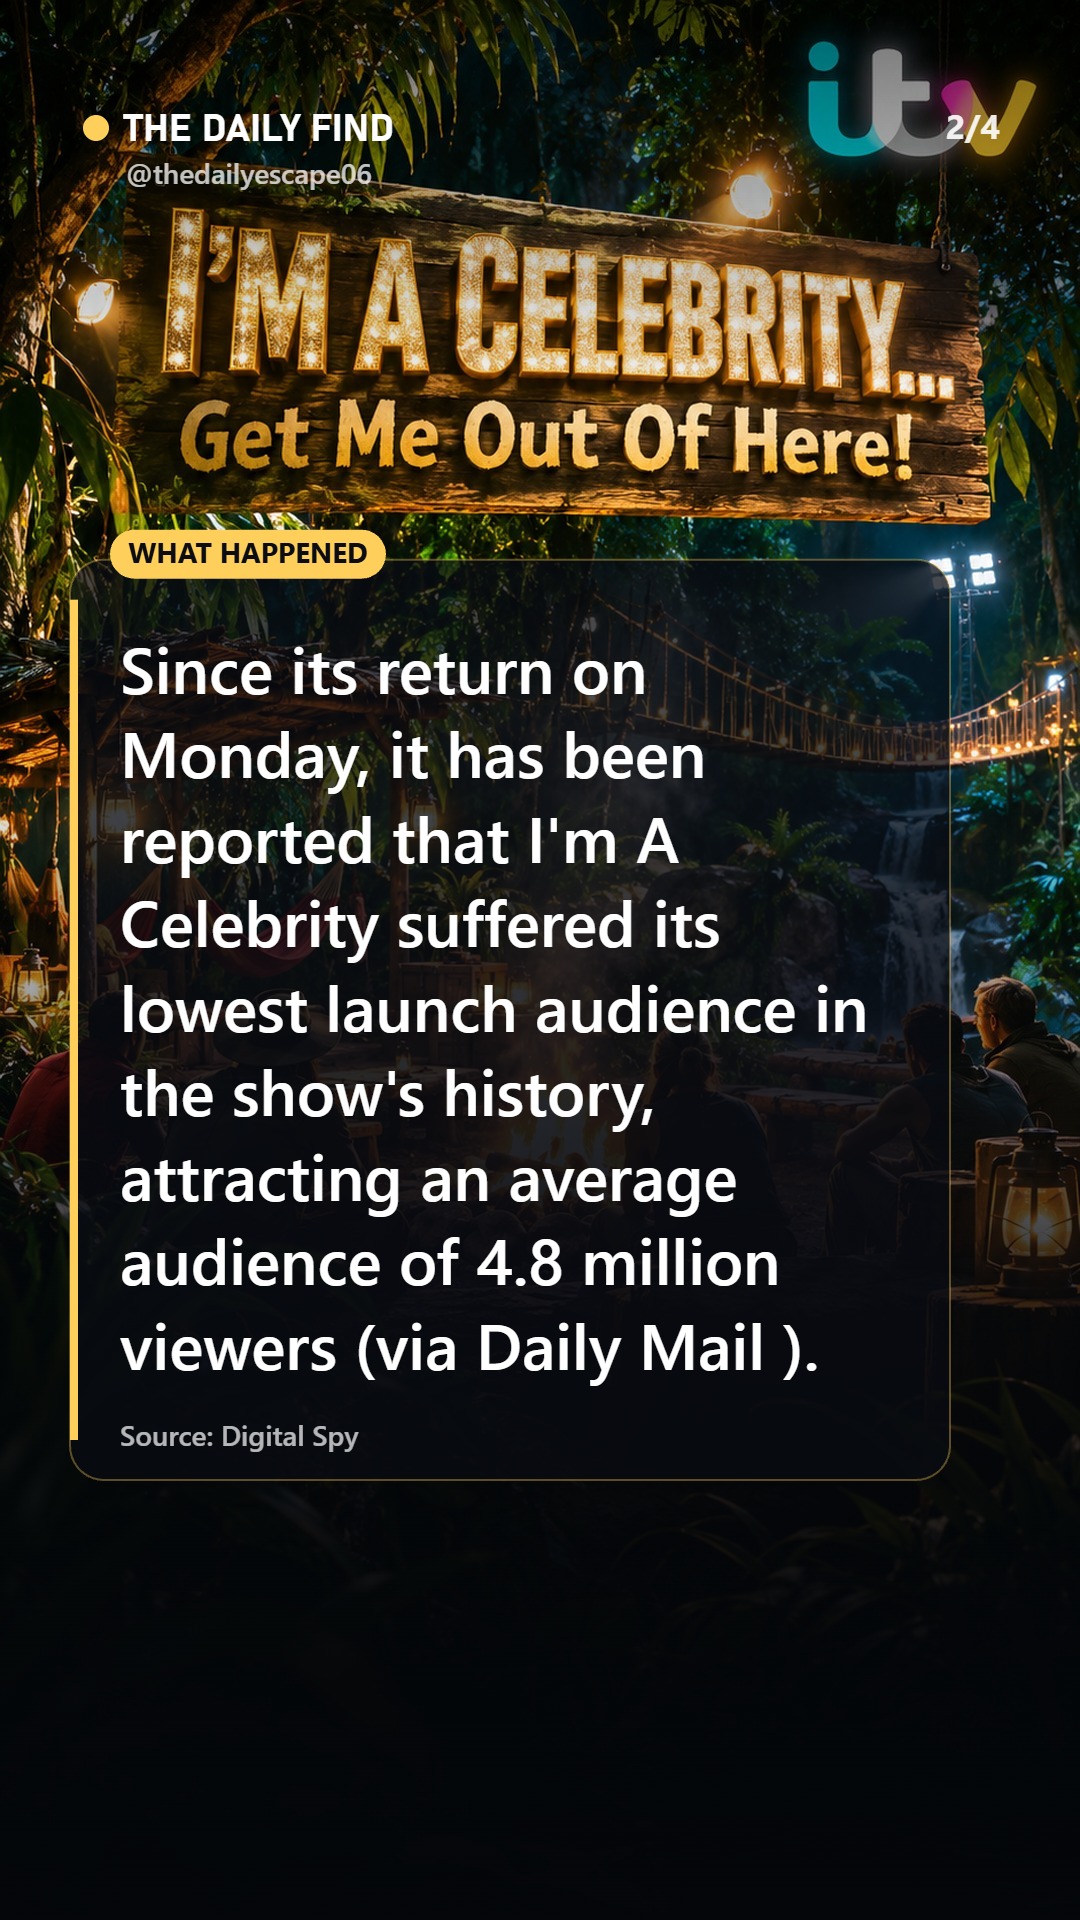 itv
THE DAILY FIND
2/4
@thedailyescape06
I'M A CELEBRITY...
Get Me Out Of Here!
WHAT HAPPENED
Since its return on
Monday, it has been
reported that I'm A
Celebrity suffered its
lowest launch audience in
the show's history,
attracting an average
audience of 4.8 million
viewers (via Daily Mail ).
Source: Digital Spy